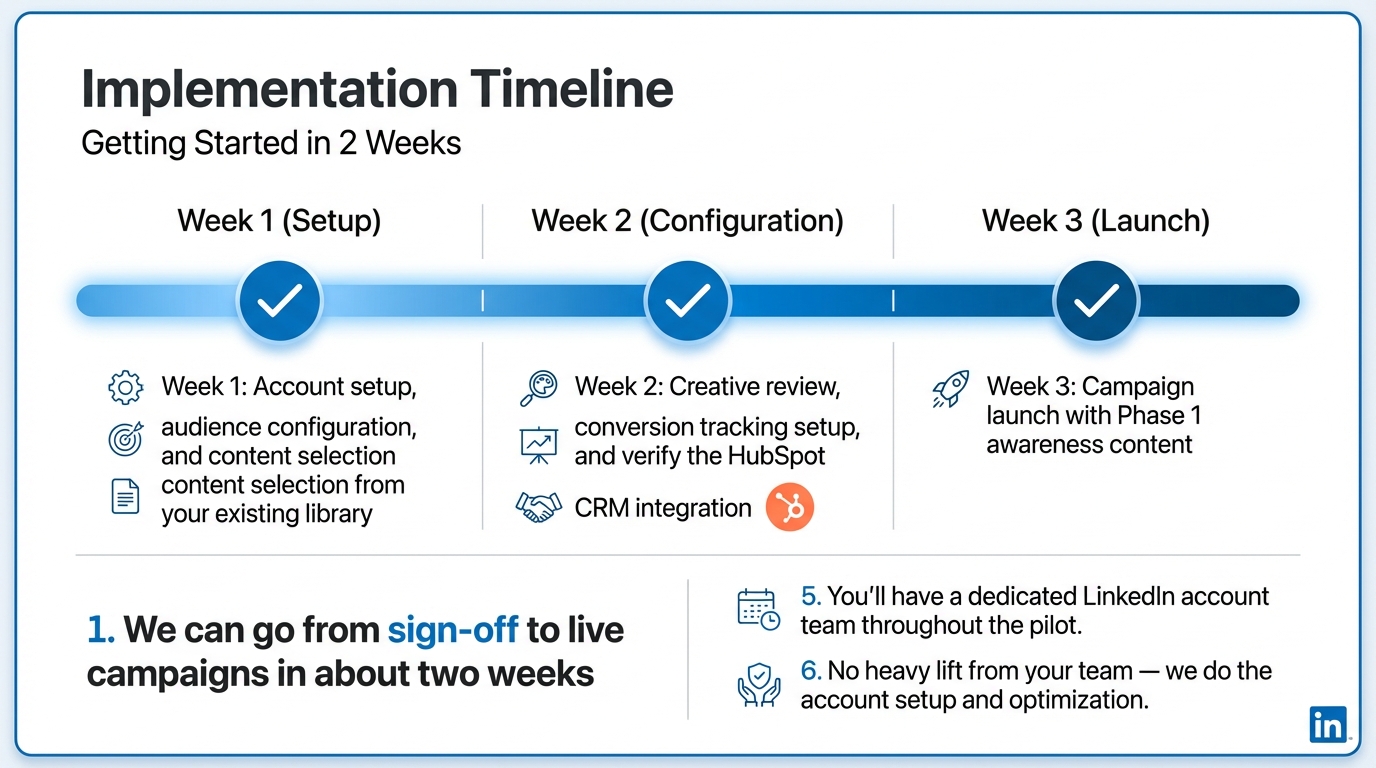 Implementation Timeline
Getting Started in 2 Weeks
Week 1 (Setup)
Week 2 (Configuration)
Week 3 (Launch)
Week 1: Account setup,
audience configuration,
and content selection
content selection from
your existing library
Week 2: Creative review,
conversion tracking setup,
and verify the HubSpot
CRM integration
Week 3: Campaign
launch with Phase 1
awareness content
1. We can go from sign-off to live
campaigns in about two weeks
5. You'll have a dedicated LinkedIn account
team throughout the pilot.
6. No heavy lift from your team — we do the
account setup and optimization.
in